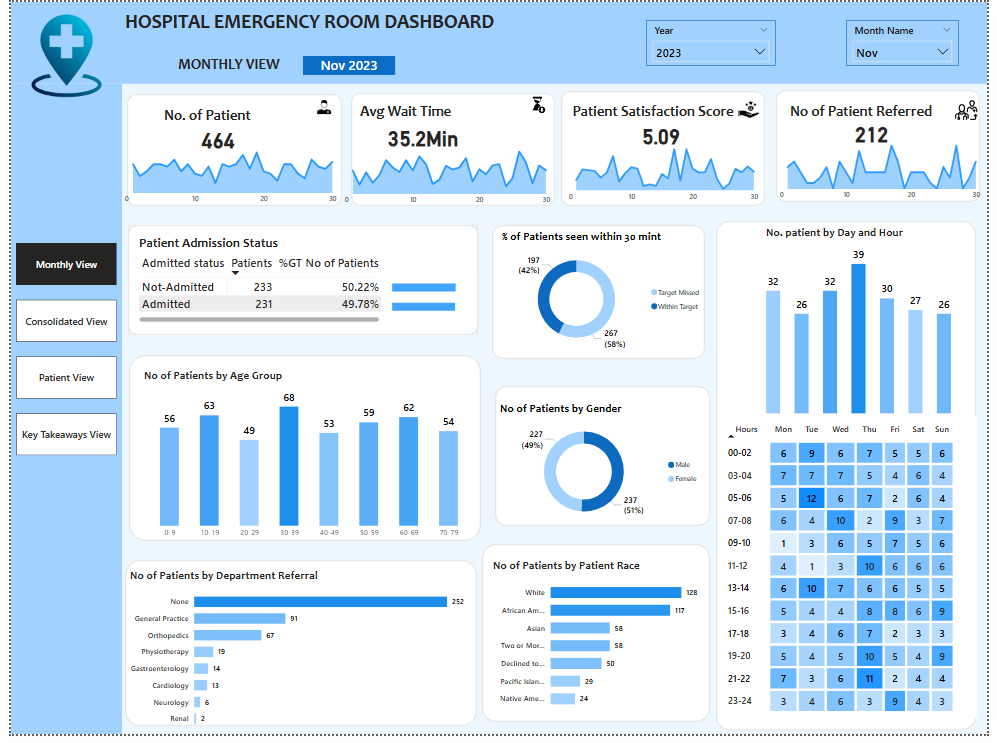 HOSPITAL EMERGENCY ROOM DASHBOARD
MONTHLY VIEW
Nov 2023
Year
2023
Month Name
Nov
No. of Patient
464
0 10 20 30
Avg Wait Time
35.2Min
0 10 20 30
Patient Satisfaction Score
5.09
0 10 20 30
No of Patient Referred
212
0 10 20 30
Monthly View
Consolidated View
Patient View
Key Takeaways View
Patient Admission Status
Admitted status Patients %GT No of Patients
Not-Admitted 233 50.22%
Admitted 231 49.78%
% of Patients seen within 30 mint
197
(42%)
267
(58%)
Target Missed
Within Target
No of Patients by Age Group
56 63 49 68 53 59 62 54
0-9 10-19 20-29 30-39 40-49 50-59 60-69 70-79
No of Patients by Gender
227
(49%)
237
(51%)
Male
Female
No of Patients by Department Referral
None 252
General Practice 91
Orthopedics 67
Physiotherapy 19
Gastroenterology 14
Cardiology 13
Neurology 6
Renal 2
No of Patients by Patient Race
White 128
African Am... 117
Asian 58
Two or Mor... 58
Declined to... 50
Pacific Islan... 29
Native Ame... 24
No. patient by Day and Hour
32 26 32 39 30 27 26
Hours Mon Tue Wed Thu Fri Sat Sun
00-02 6 9 6 7 5 5 6
03-04 7 7 7 5 4 6 4
05-06 5 12 6 7 2 6 4
07-08 6 4 10 2 9 3 7
09-10 1 3 6 5 7 5 6
11-12 4 1 3 10 6 6 6
13-14 6 10 7 6 6 5 5
15-16 5 4 4 8 8 6 9
17-18 3 4 6 7 2 3 3
19-20 5 4 5 10 5 4 9
21-22 7 3 6 11 2 4 4
23-24 3 4 6 3 9 4 3